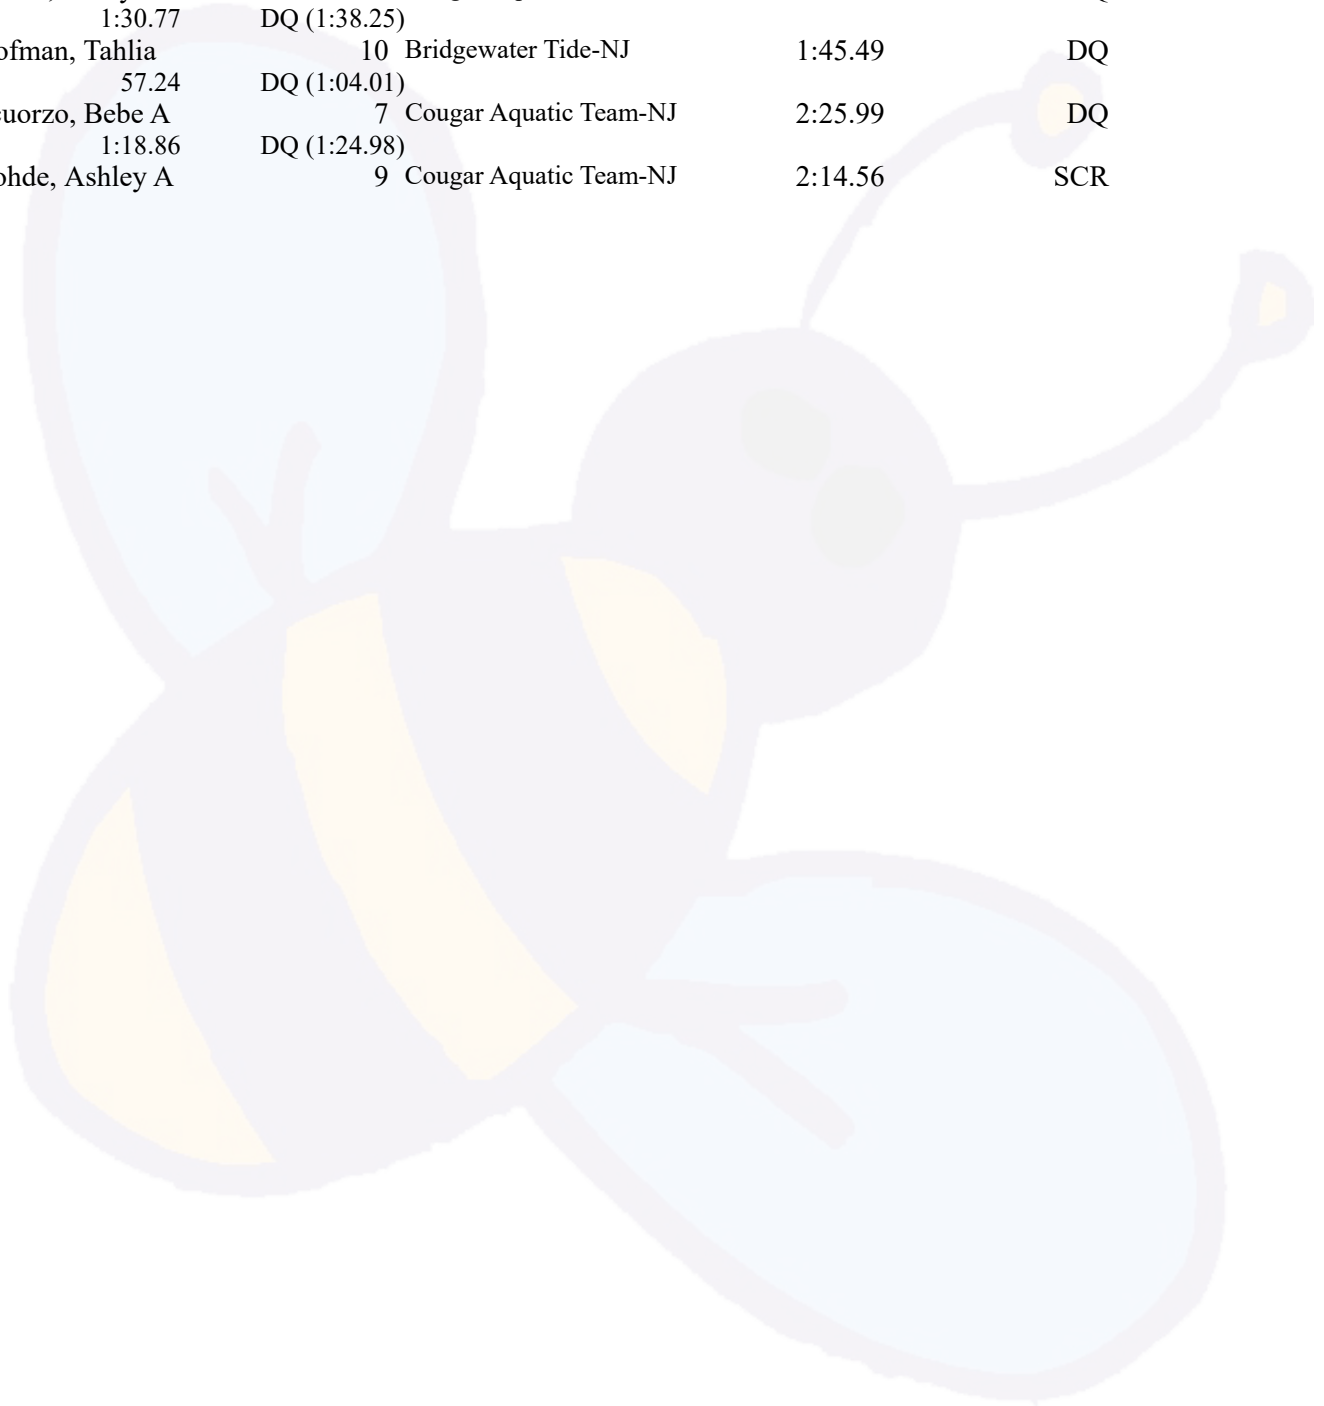 1:30.77 DQ (1:38.25)
ofman, Tahlia 10 Bridgewater Tide-NJ 1:45.49 DQ
57.24 DQ (1:04.01)
uorzo, Bebe A 7 Cougar Aquatic Team-NJ 2:25.99 DQ
1:18.86 DQ (1:24.98)
ohde, Ashley A 9 Cougar Aquatic Team-NJ 2:14.56 SCR